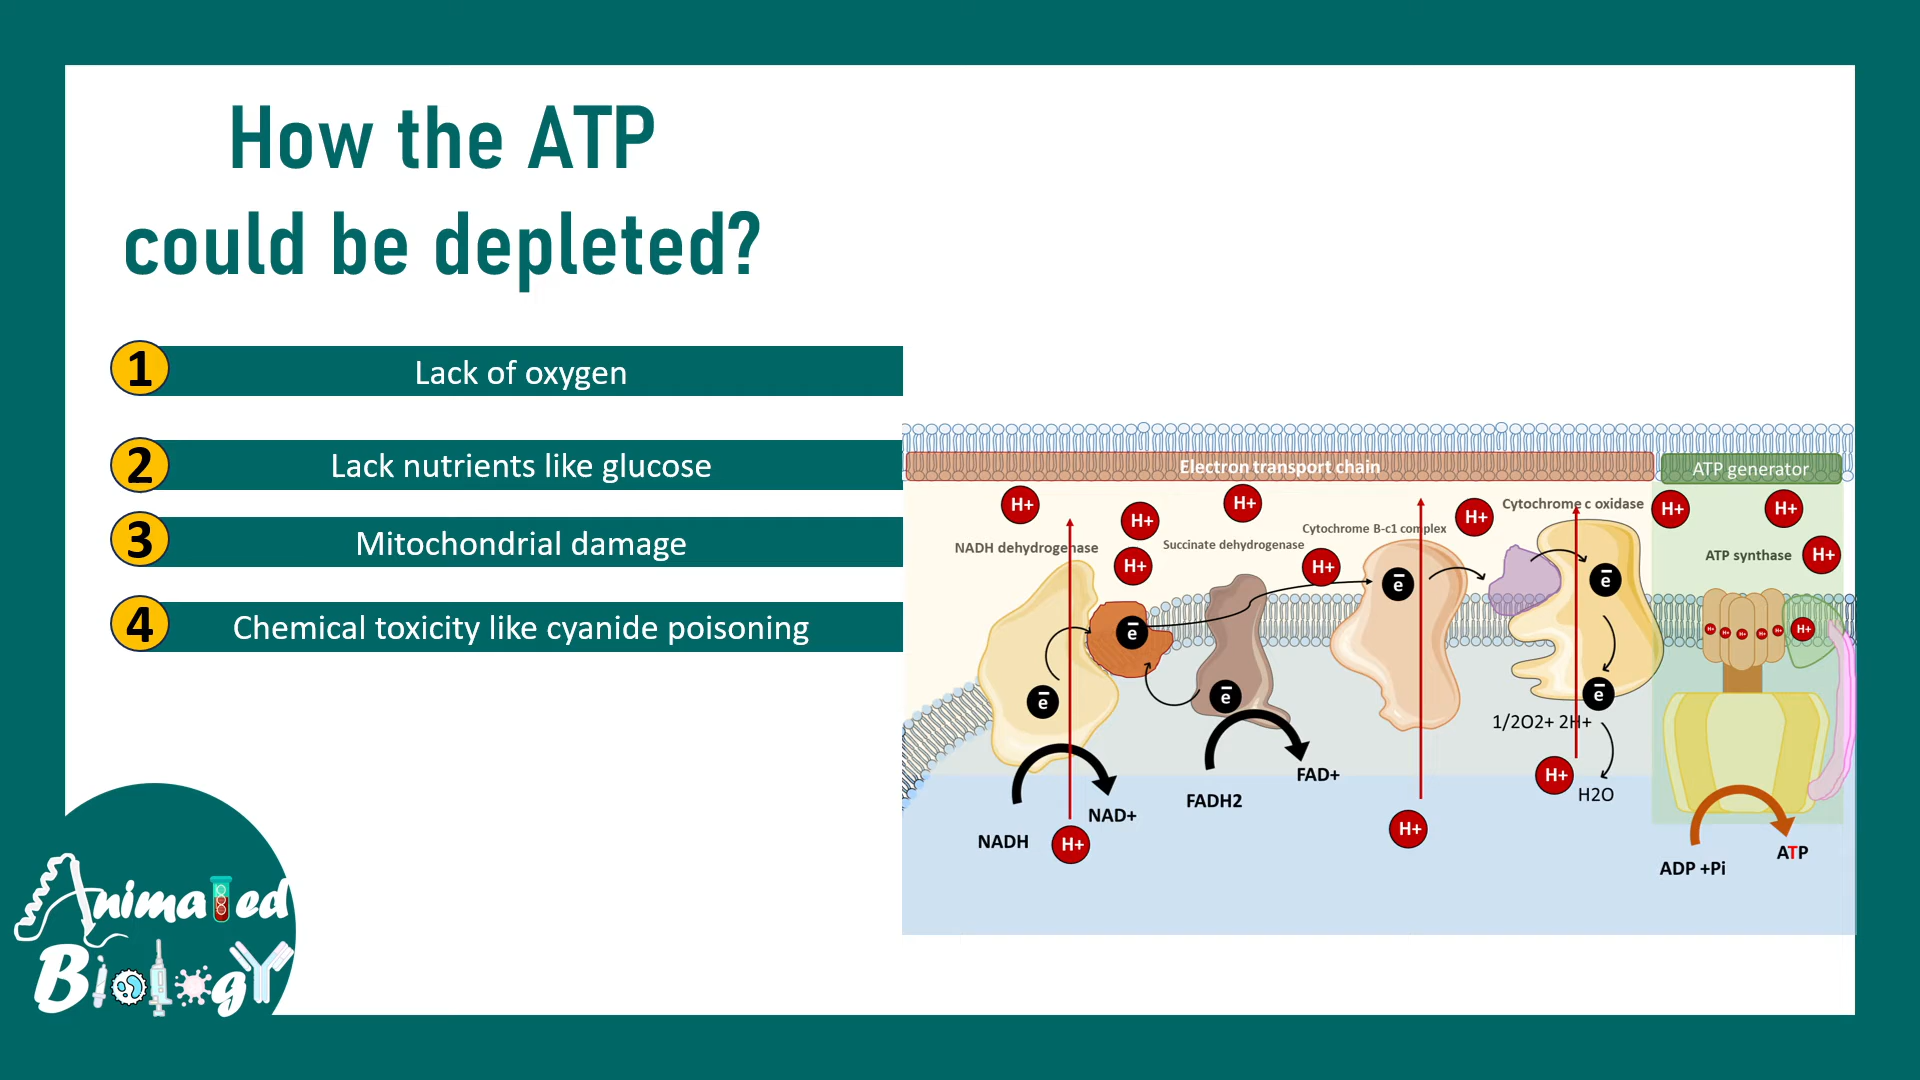 How the ATP
could be depleted?
1
Lack of oxygen
2
Lack nutrients like glucose
3
Mitochondrial damage
4
Chemical toxicity like cyanide poisoning
Electron transport chain
ATP generator
H+
H+
H+
H+
H+
H+
H+
H+
H+
NADH dehydrogenase
Succinate dehydrogenase
Cytochrome B-c1 complex
Cytochrome c oxidase
ATP synthase
e
e
e
e
e
e
H+
H+
H+
H+
H+
H+
1/2O2+ 2H+
H+
H2O
FAD+
FADH2
NAD+
NADH
H+
H+
ADP +Pi
ATP
Animated
Biology